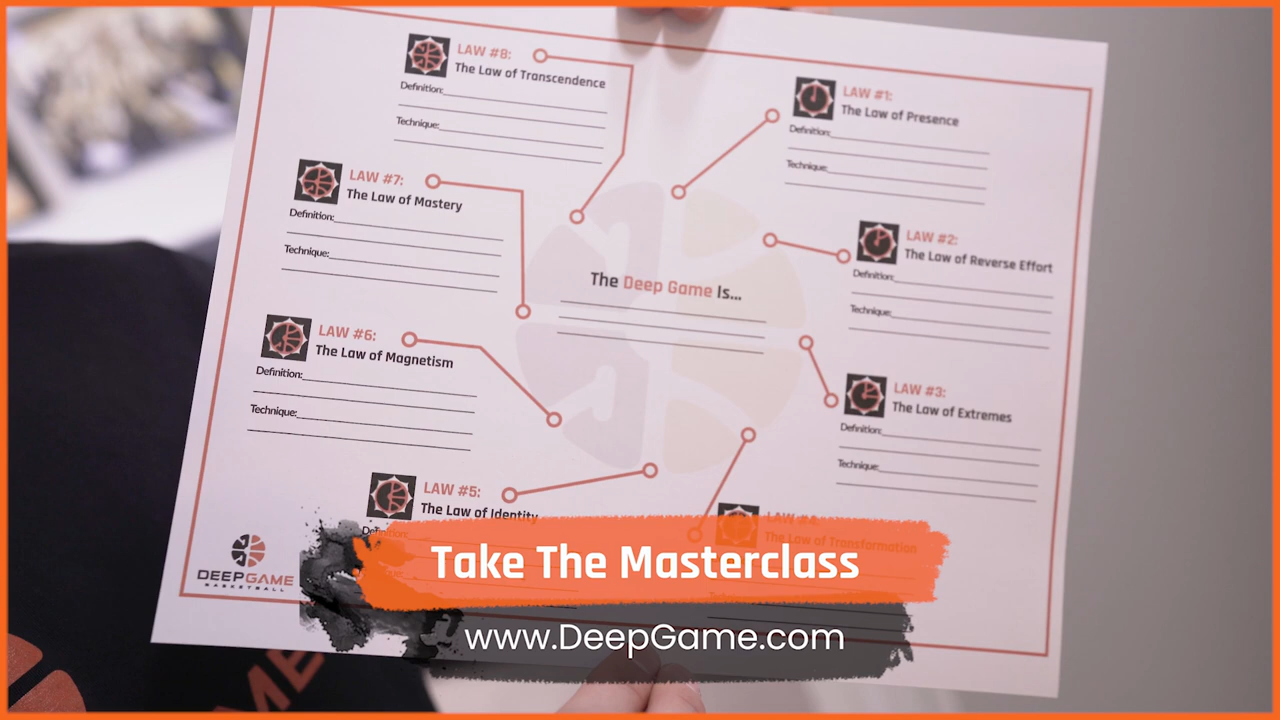 LAW #8:
The Law of Transcendence
Definition:
Technique:
LAW #1:
The Law of Presence
Definition:
Technique:
LAW #7:
The Law of Mastery
Definition:
Technique:
LAW #2:
The Law of Reverse Effort
Definition:
Technique:
The Deep Game Is...
LAW #6:
The Law of Magnetism
Definition:
Technique:
LAW #3:
The Law of Extremes
Definition:
Technique:
LAW #5:
The Law of Identity
Definition:
LAW #4:
The Law of Transformation
DEEPGAME
BASKETBALL
Take The Masterclass
www.DeepGame.com
ME